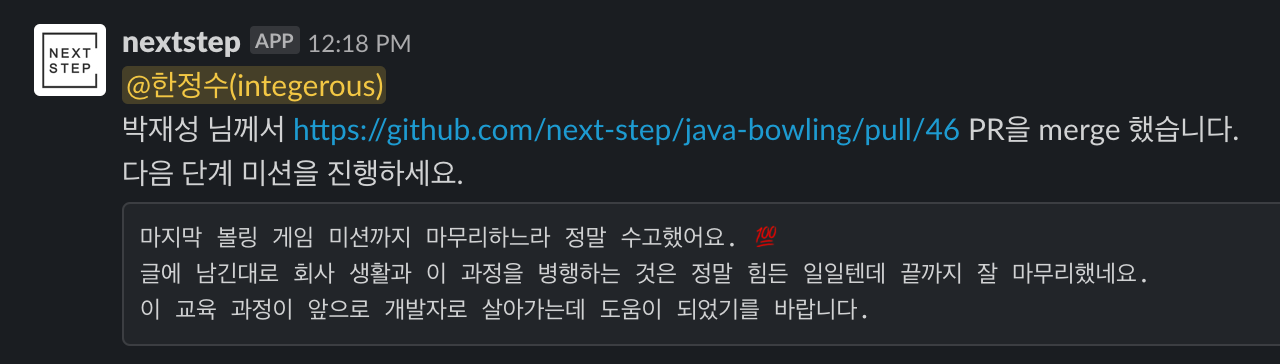 NEXT
STEP
nextstep APP 12:18 PM
@한정수(integerous)
박재성 님께서 https://github.com/next-step/java-bowling/pull/46 PR을 merge 했습니다.
다음 단계 미션을 진행하세요.
마지막 볼링 게임 미션까지 마무리하느라 정말 수고했어요. 💯
글에 남긴대로 회사 생활과 이 과정을 병행하는 것은 정말 힘든 일일텐데 끝까지 잘 마무리했네요.
이 교육 과정이 앞으로 개발자로 살아가는데 도움이 되었기를 바랍니다.